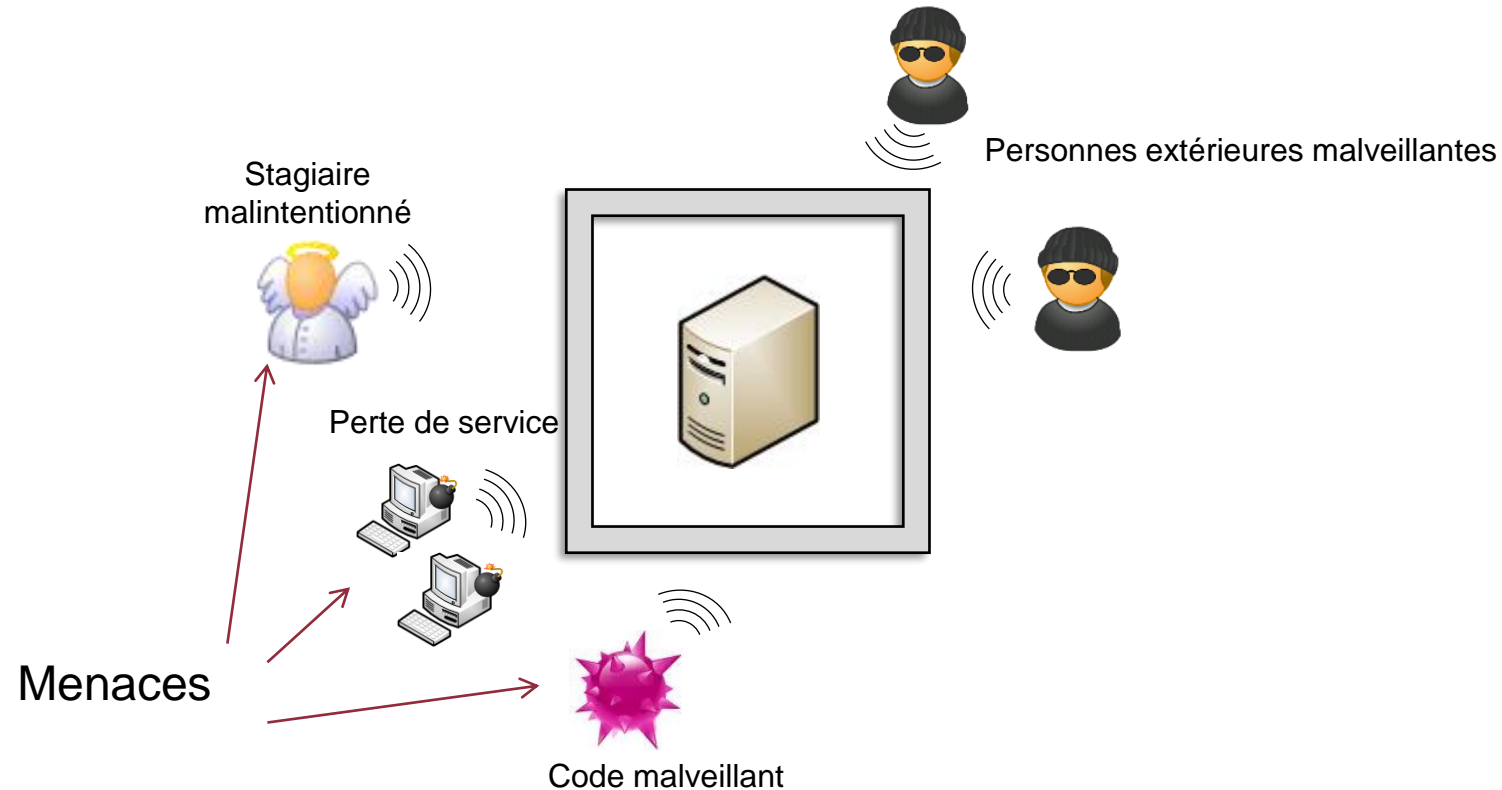 Personnes extérieures malveillantes
Stagiaire
malintentionné
Perte de service
Menaces
Code malveillant